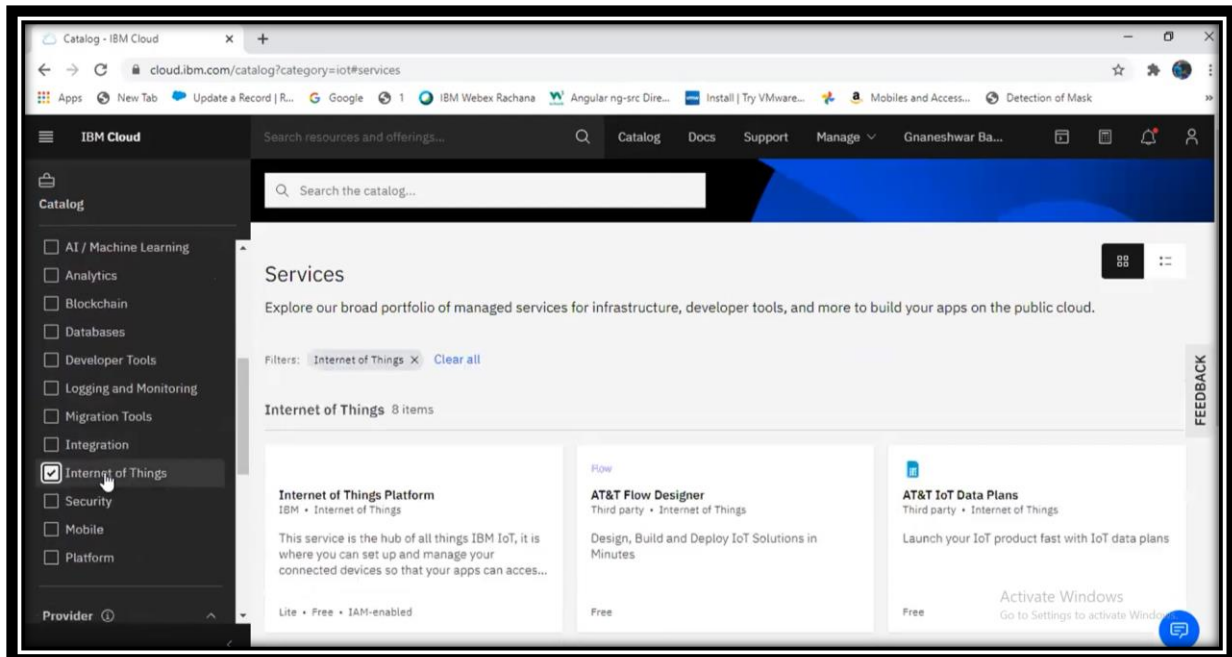 Catalog - IBM Cloud
cloud.ibm.com/catalog?category=iot#services
Apps New Tab Update a Record | R... Google 1 IBM Webex Rachana Angular ng-src Dire... Install | Try VMware... a Mobiles and Access... Detection of Mask »
IBM Cloud Search resources and offerings... Catalog Docs Support Manage Gnaneshwar Ba...
Search the catalog...
Catalog
AI / Machine Learning
Analytics
Blockchain
Databases
Developer Tools
Logging and Monitoring
Migration Tools
Integration
Internet of Things
Security
Mobile
Platform
Provider
Services
Explore our broad portfolio of managed services for infrastructure, developer tools, and more to build your apps on the public cloud.
Filters: Internet of Things × Clear all
Internet of Things 8 items
Internet of Things Platform
IBM • Internet of Things
This service is the hub of all things IBM IoT, it is
where you can set up and manage your
connected devices so that your apps can acces...
Lite • Free • IAM-enabled
Flow
AT&T Flow Designer
Third party • Internet of Things
Design, Build and Deploy IoT Solutions in
Minutes
Free
AT&T IoT Data Plans
Third party • Internet of Things
Launch your IoT product fast with IoT data plans
Free
Activate Windows
Go to Settings to activate Windows.
FEEDBACK